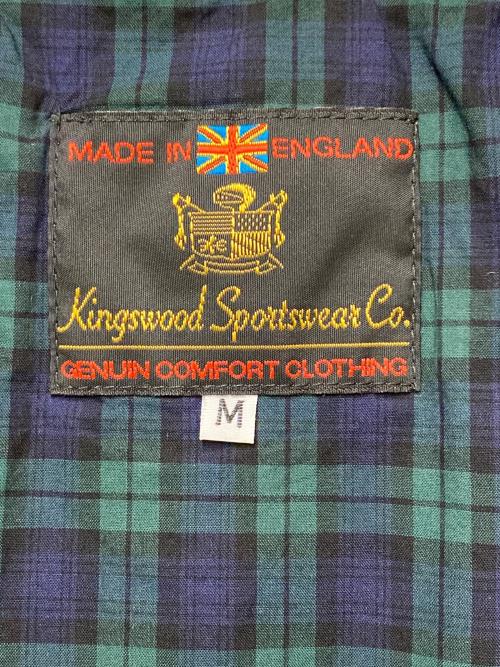 MADE IN ENGLAND
Kingswood Sportswear Co.
GENUIN COMFORT CLOTHING
M